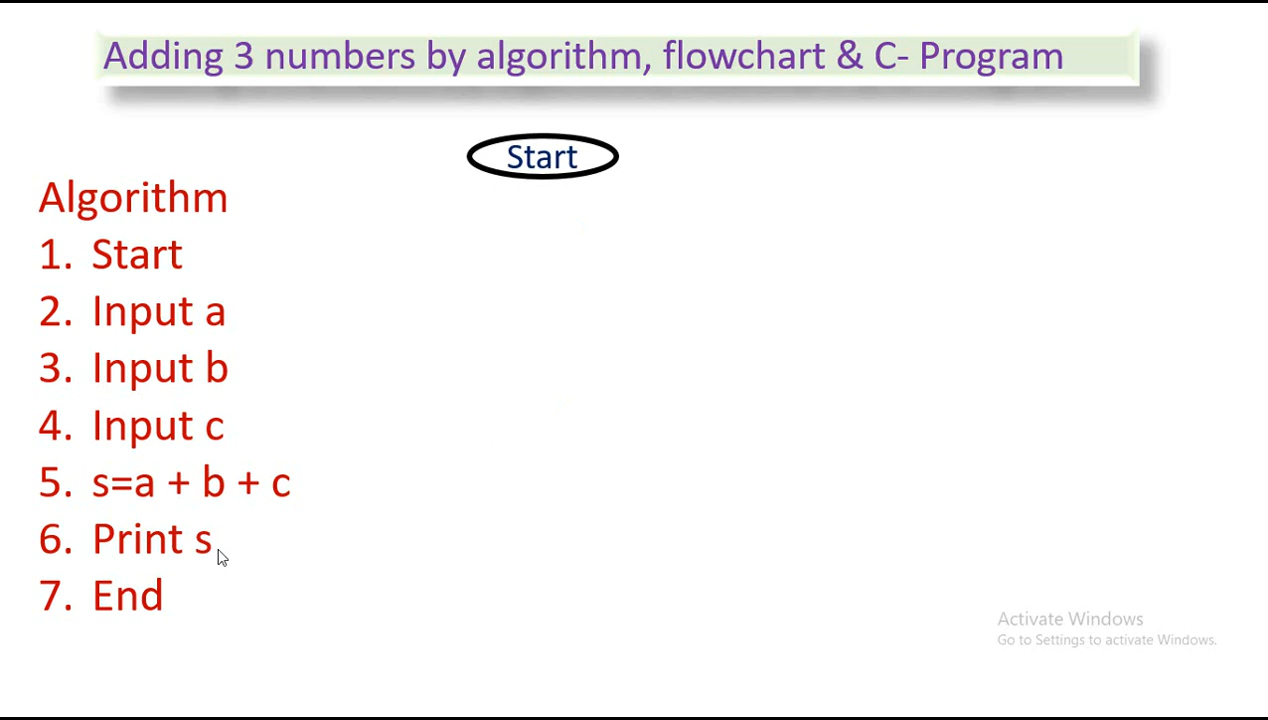 Adding 3 numbers by algorithm, flowchart & C- Program
Start
Algorithm
1. Start
2. Input a
3. Input b
4. Input c
5. s=a + b + c
6. Print s
7. End
Activate Windows
Go to Settings to activate Windows.